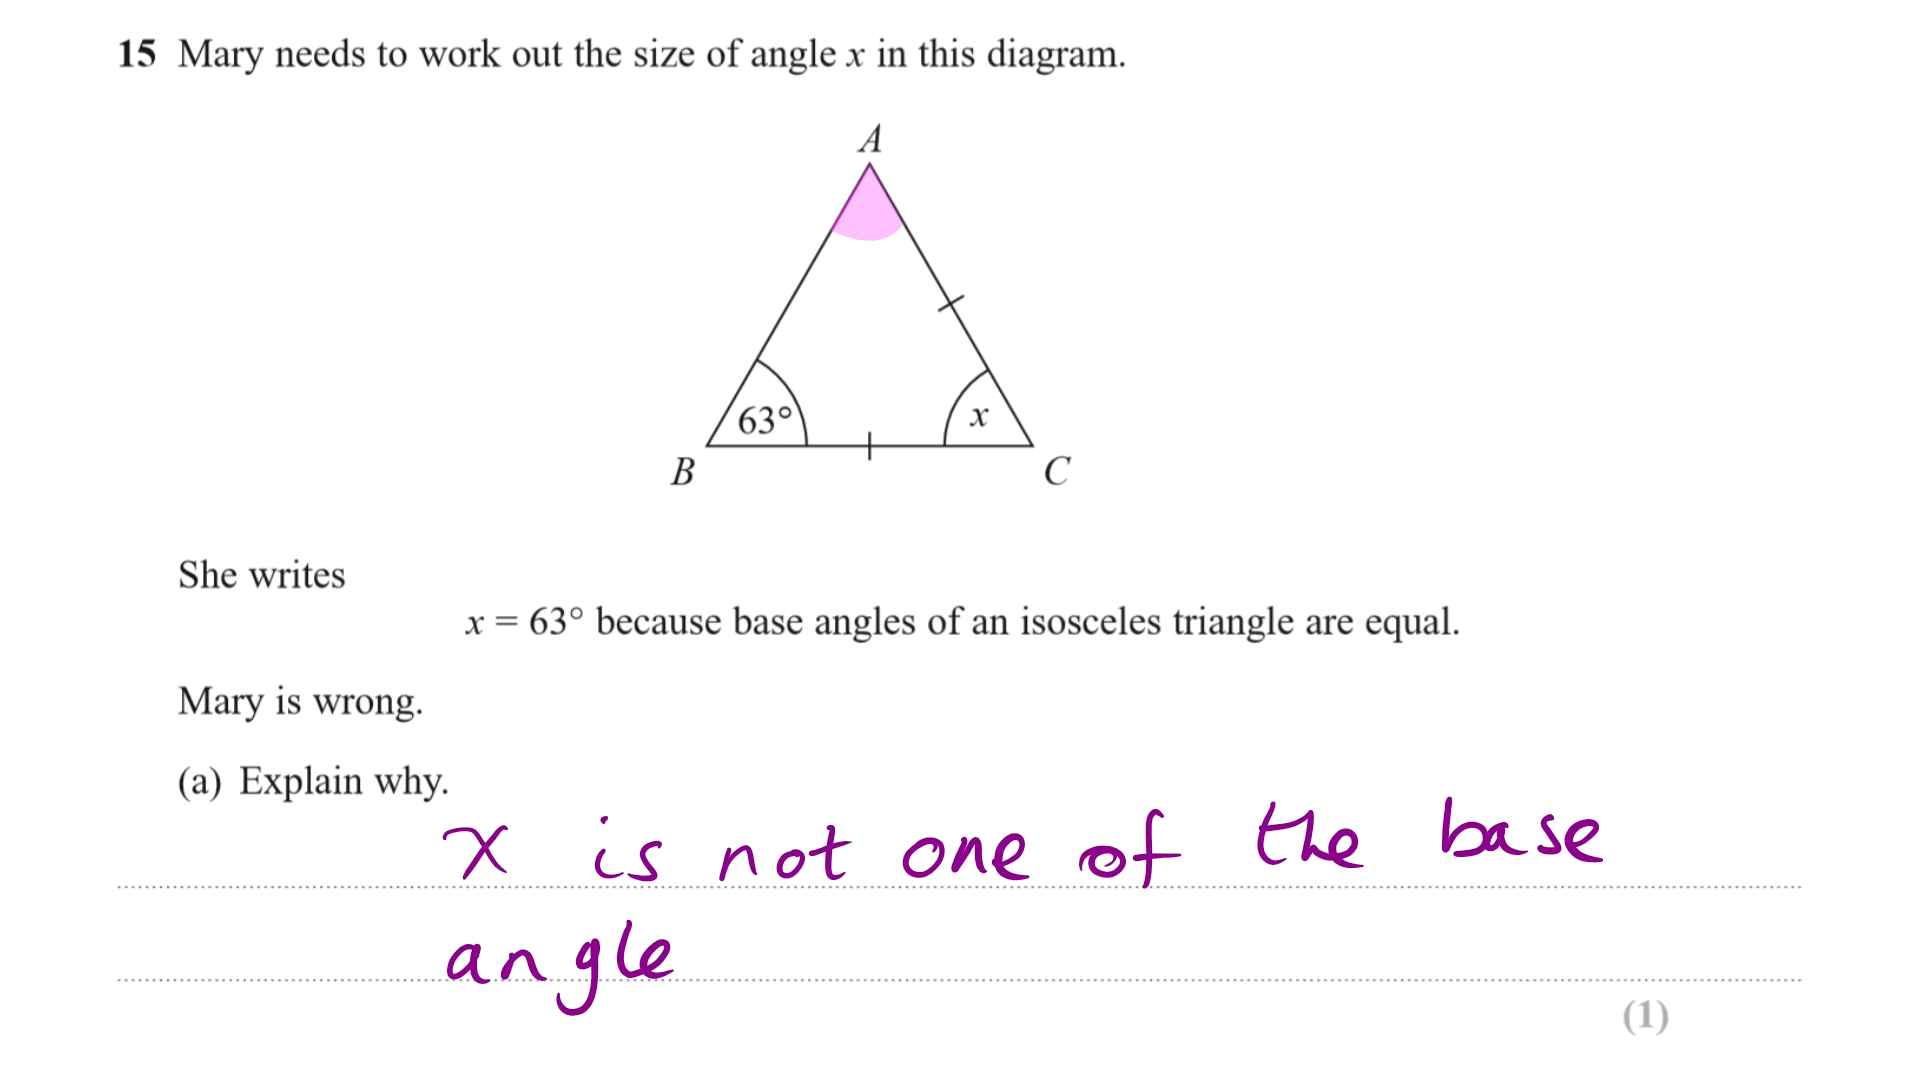 15 Mary needs to work out the size of angle x in this diagram.
A
63°
x
B
C
She writes
x = 63° because base angles of an isosceles triangle are equal.
Mary is wrong.
(a) Explain why.
x is not one of the base
angle
(1)